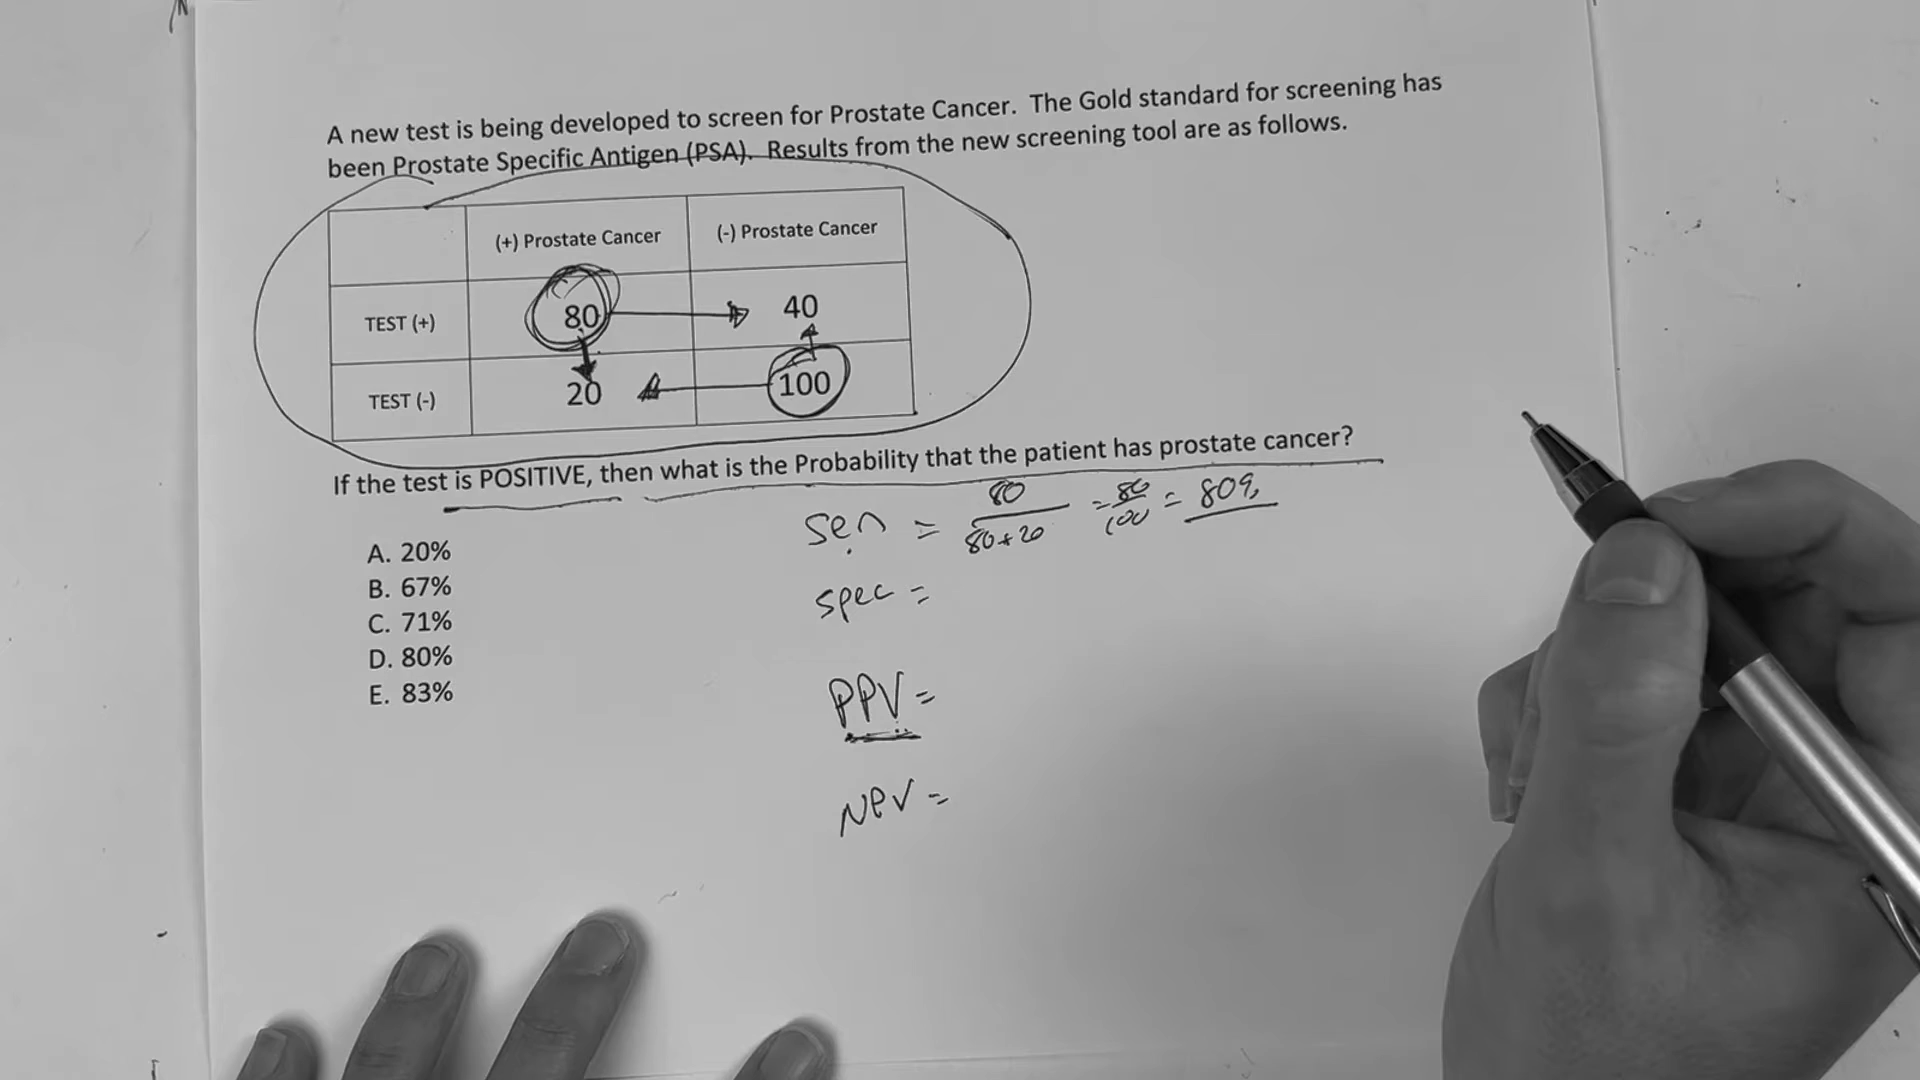 A new test is being developed to screen for Prostate Cancer. The Gold standard for screening has
been Prostate Specific Antigen (PSA). Results from the new screening tool are as follows.
(+) Prostate Cancer (-) Prostate Cancer
TEST (+) 80 40
TEST (-) 20 100
If the test is POSITIVE, then what is the Probability that the patient has prostate cancer?
A. 20%
B. 67%
C. 71%
D. 80%
E. 83%
sen = 80 / 80+20 = 80/100 = 80%
spec =
PPV =
NPV =